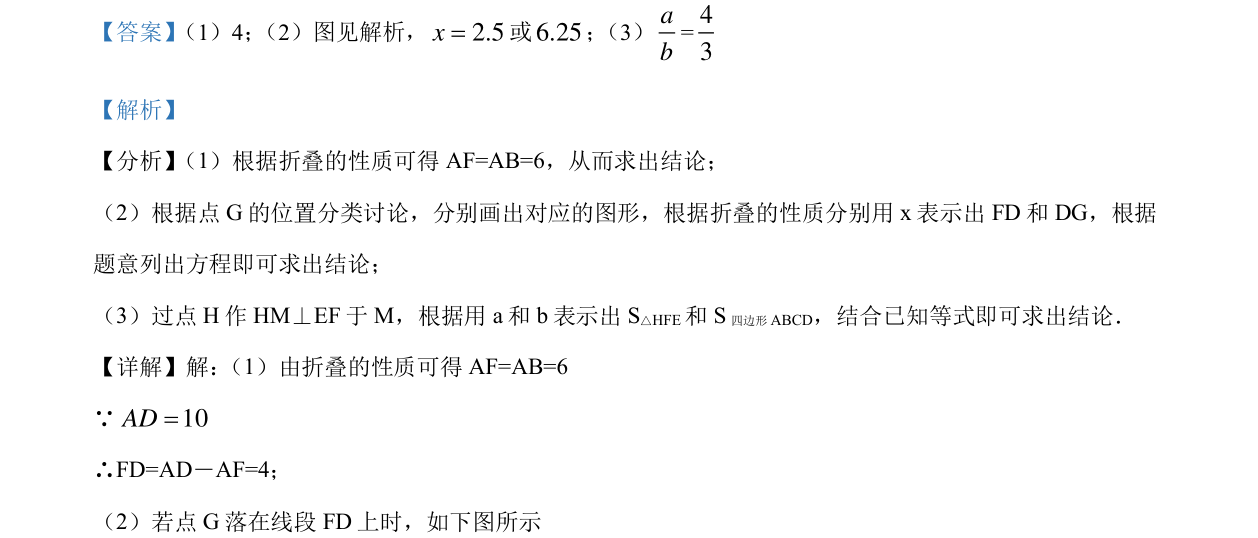 【答案】（1）4；（2）图见解析，x = 2.5或6.25；（3）a/b=4/3
【解析】
【分析】（1）根据折叠的性质可得 AF=AB=6，从而求出结论；
（2）根据点 G 的位置分类讨论，分别画出对应的图形，根据折叠的性质分别用 x 表示出 FD 和 DG，根据
题意列出方程即可求出结论；
（3）过点 H 作 HM⊥EF 于 M，根据用 a 和 b 表示出 S△HFE 和 S 四边形 ABCD，结合已知等式即可求出结论．
【详解】解：（1）由折叠的性质可得 AF=AB=6
∵ AD =10
∴FD=AD－AF=4；
（2）若点 G 落在线段 FD 上时，如下图所示